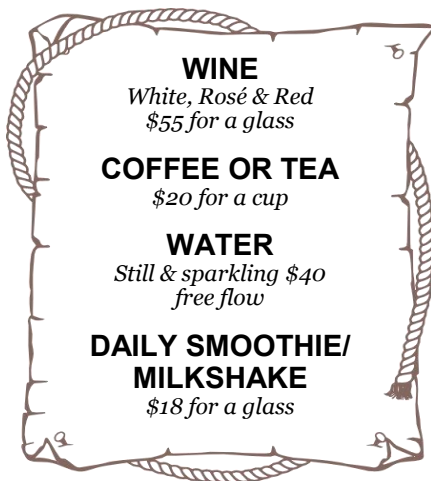 WINE
White, Rosé & Red
$55 for a glass
COFFEE OR TEA
$20 for a cup
WATER
Still & sparkling $40
free flow
DAILY SMOOTHIE/
MILKSHAKE
$18 for a glass